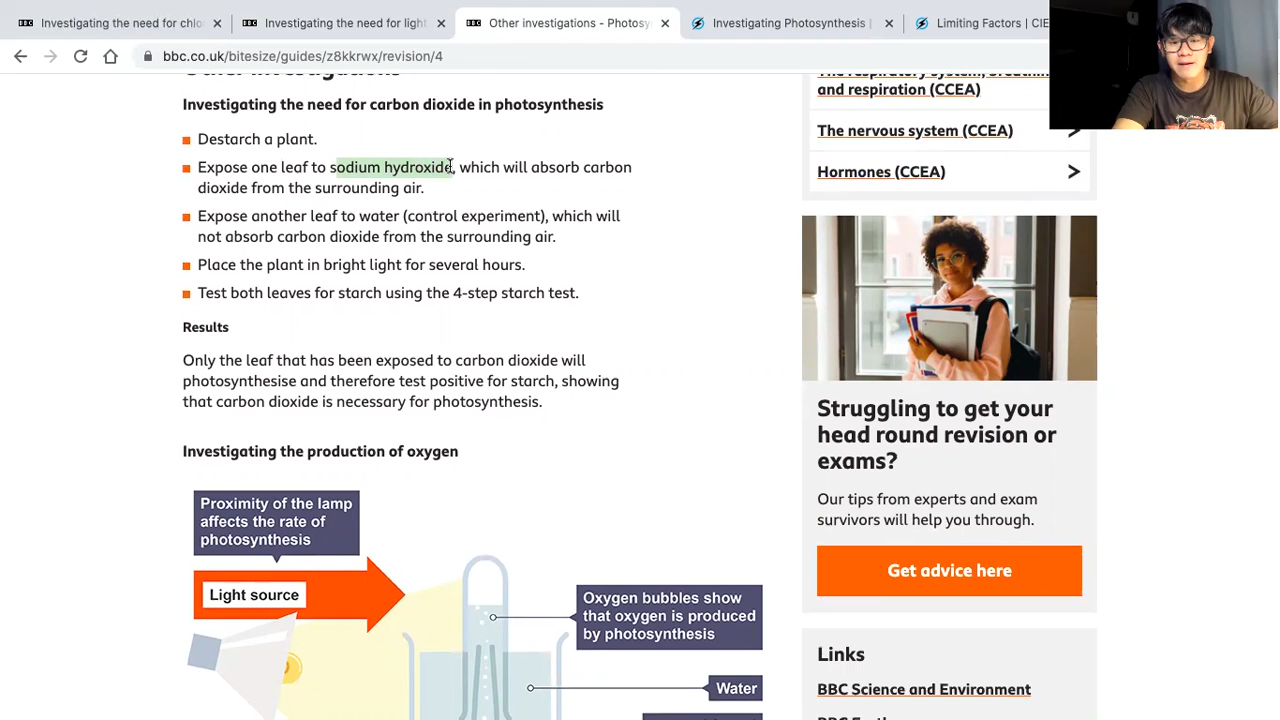 Investigating the need for chlo
Investigating the need for light
Other investigations - Photosy
Investigating Photosynthesis |
Limiting Factors | CIE
bbc.co.uk/bitesize/guides/z8kkrwx/revision/4
Other investigations
Investigating the need for carbon dioxide in photosynthesis
Destarch a plant.
Expose one leaf to sodium hydroxide, which will absorb carbon
dioxide from the surrounding air.
Expose another leaf to water (control experiment), which will
not absorb carbon dioxide from the surrounding air.
Place the plant in bright light for several hours.
Test both leaves for starch using the 4-step starch test.
Results
Only the leaf that has been exposed to carbon dioxide will
photosynthesise and therefore test positive for starch, showing
that carbon dioxide is necessary for photosynthesis.
Investigating the production of oxygen
Proximity of the lamp
affects the rate of
photosynthesis
Light source
Oxygen bubbles show
that oxygen is produced
by photosynthesis
Water
The respiratory system, breathin
and respiration (CCEA)
The nervous system (CCEA)
Hormones (CCEA)
Struggling to get your
head round revision or
exams?
Our tips from experts and exam
survivors will help you through.
Get advice here
Links
BBC Science and Environment